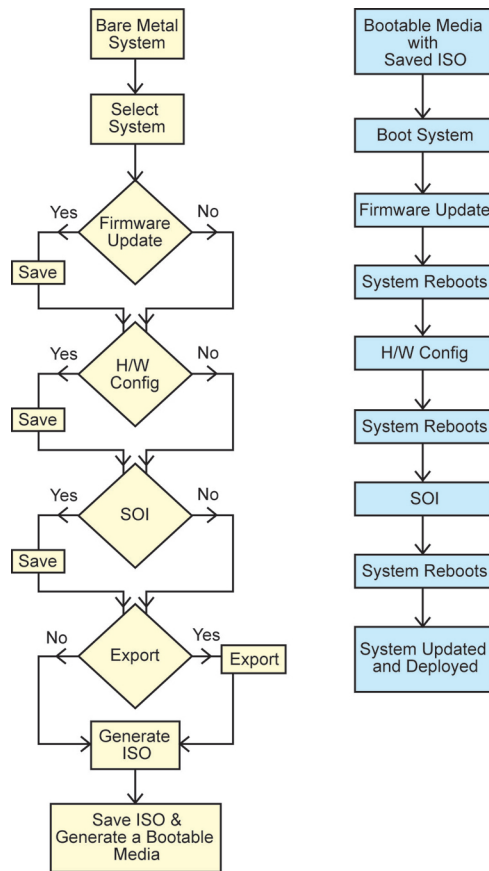 Bare Metal
System
Select
System
Yes
No
Firmware
Update
Save
Yes
No
H/W
Config
Save
Yes
No
SOI
Save
No
Yes
Export
Export
Generate
ISO
Save ISO &
Generate a Bootable
Media
Bootable Media
with
Saved ISO
Boot System
Firmware Update
System Reboots
H/W Config
System Reboots
SOI
System Reboots
System Updated
and Deployed